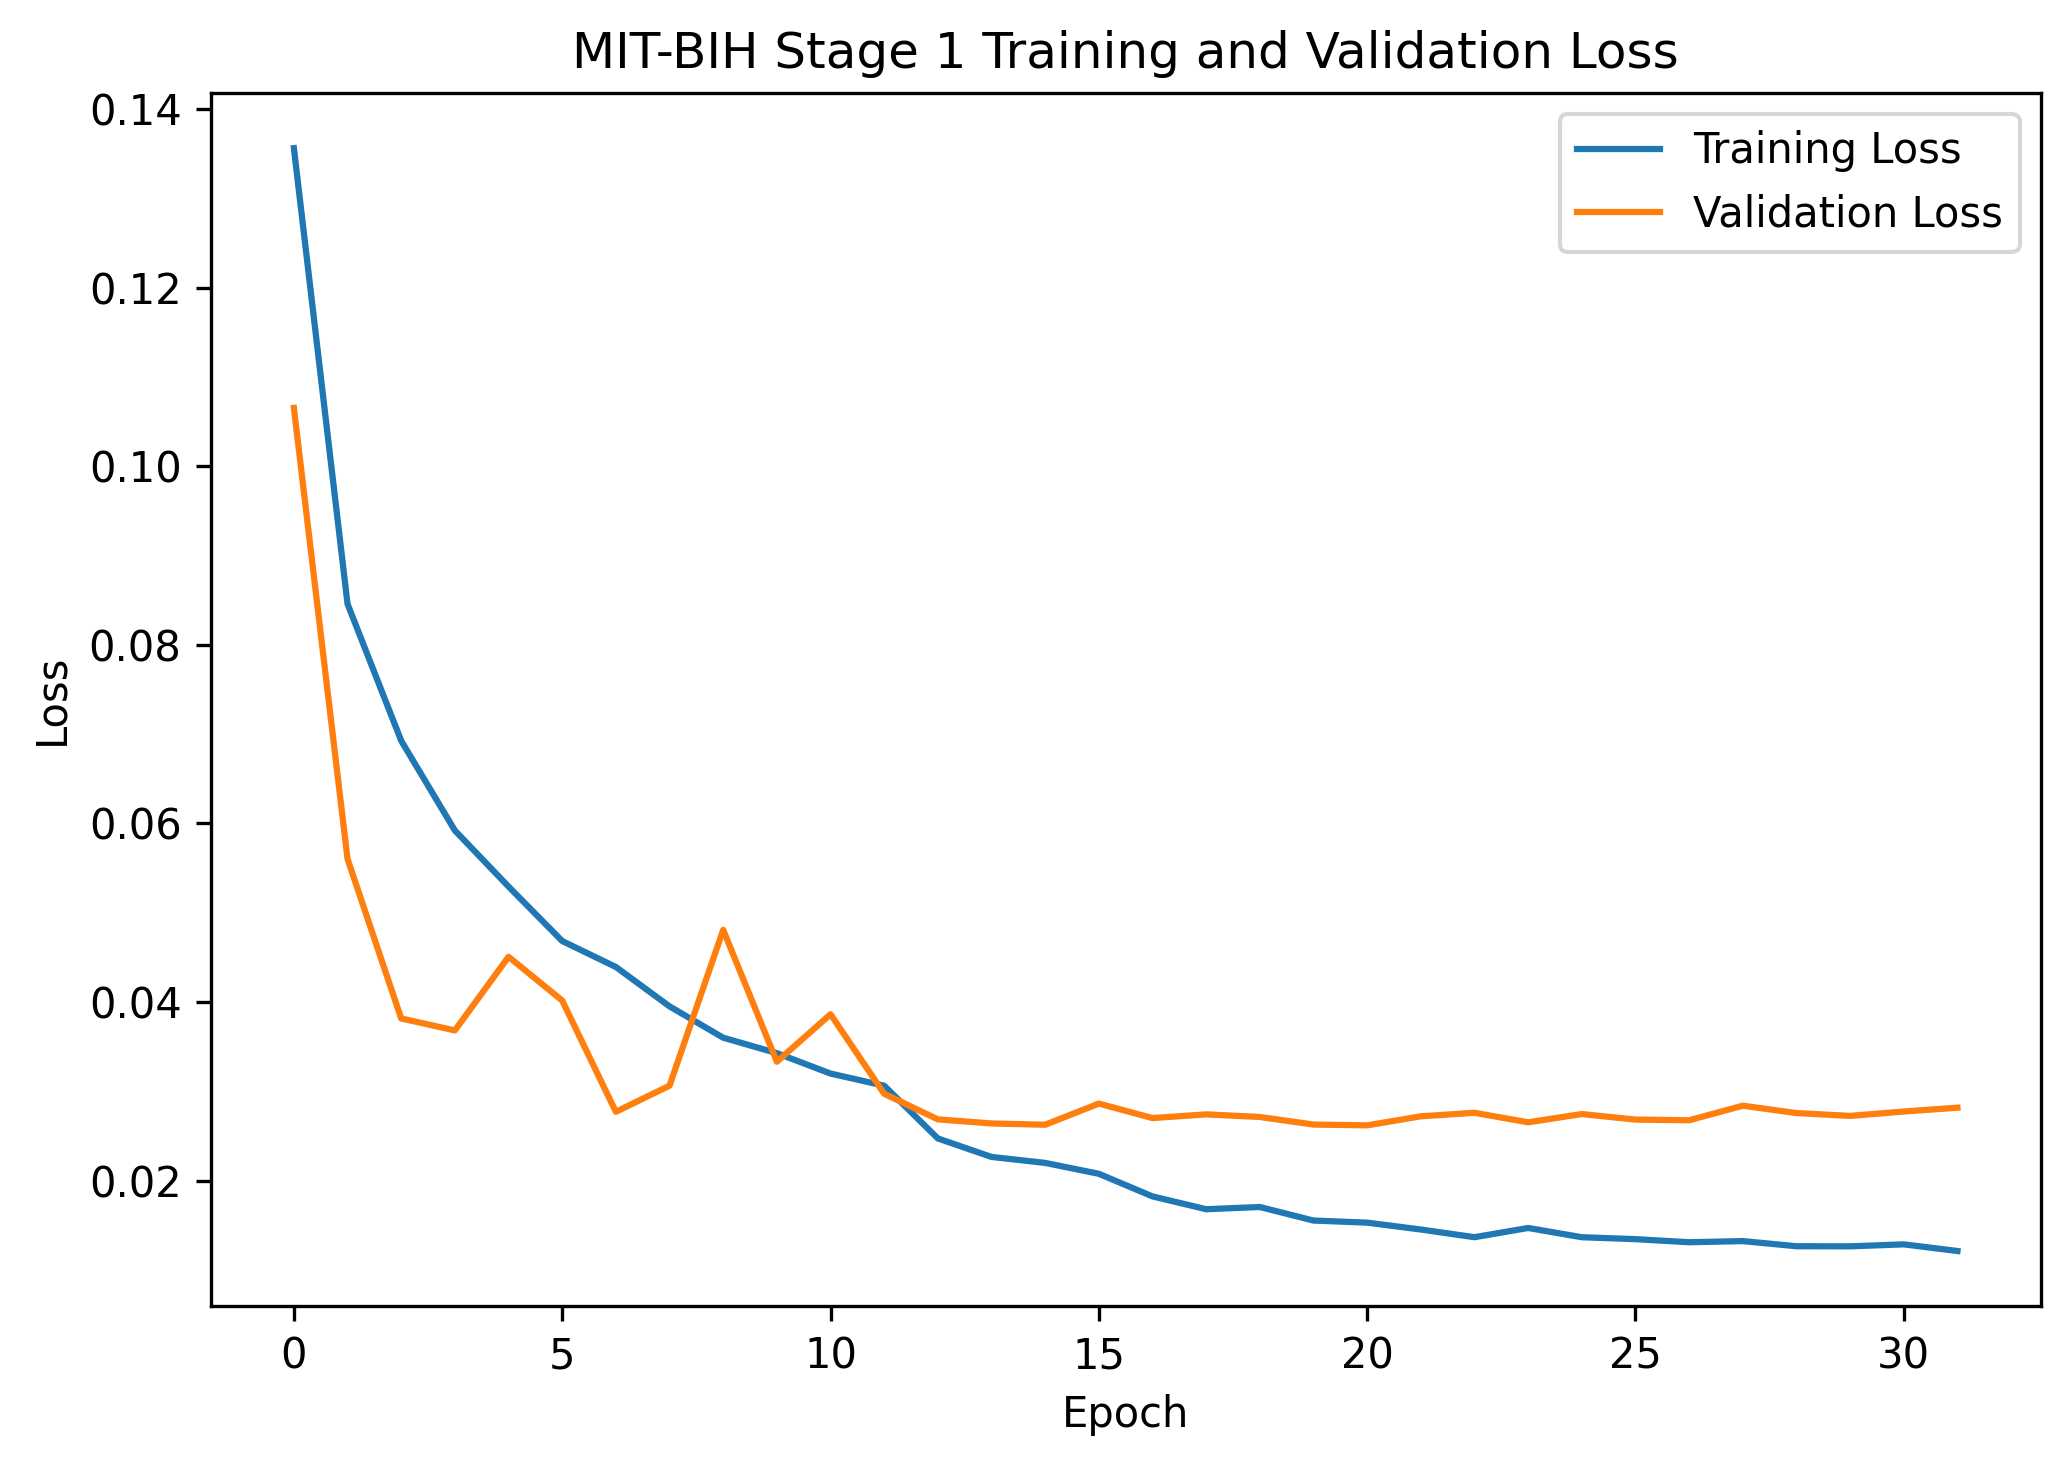 MIT-BIH Stage 1 Training and Validation Loss
Training Loss
Validation Loss
Loss
0.14
0.12
0.10
0.08
0.06
0.04
0.02
0 5 10 15 20 25 30
Epoch